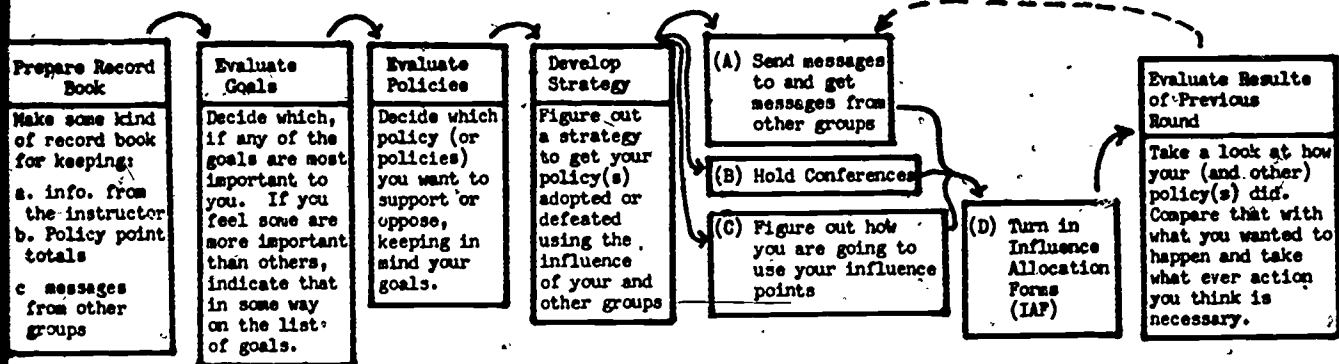 Prepare Record
Book
Make some kind
of record book
for keeping:
a. info. from
the instructor
b. Policy point
totals
c messages
from other
groups
Evaluate
Goals
Decide which,
if any of the
goals are most
important to
you. If you
feel some are
more important
than others,
indicate that
in some way
on the list
of goals.
Evaluate
Policies
Decide which
policy (or
policies)
you want to
support or
oppose,
keeping in
mind your
goals.
Develop
Strategy
Figure out
a strategy
to get your
policy(s)
adopted or
defeated
using the
influence
of your and
other groups
(A) Send messages
to and get
messages from
other groups
(B) Hold Conferences
(C) Figure out how
you are going to
use your influence
points
(D) Turn in
Influence
Allocation
Forms
(IAF)
Evaluate Results
of Previous
Round
Take a look at how
your (and other)
policy(s) did.
Compare that with
what you wanted to
happen and take
what ever action
you think is
necessary.